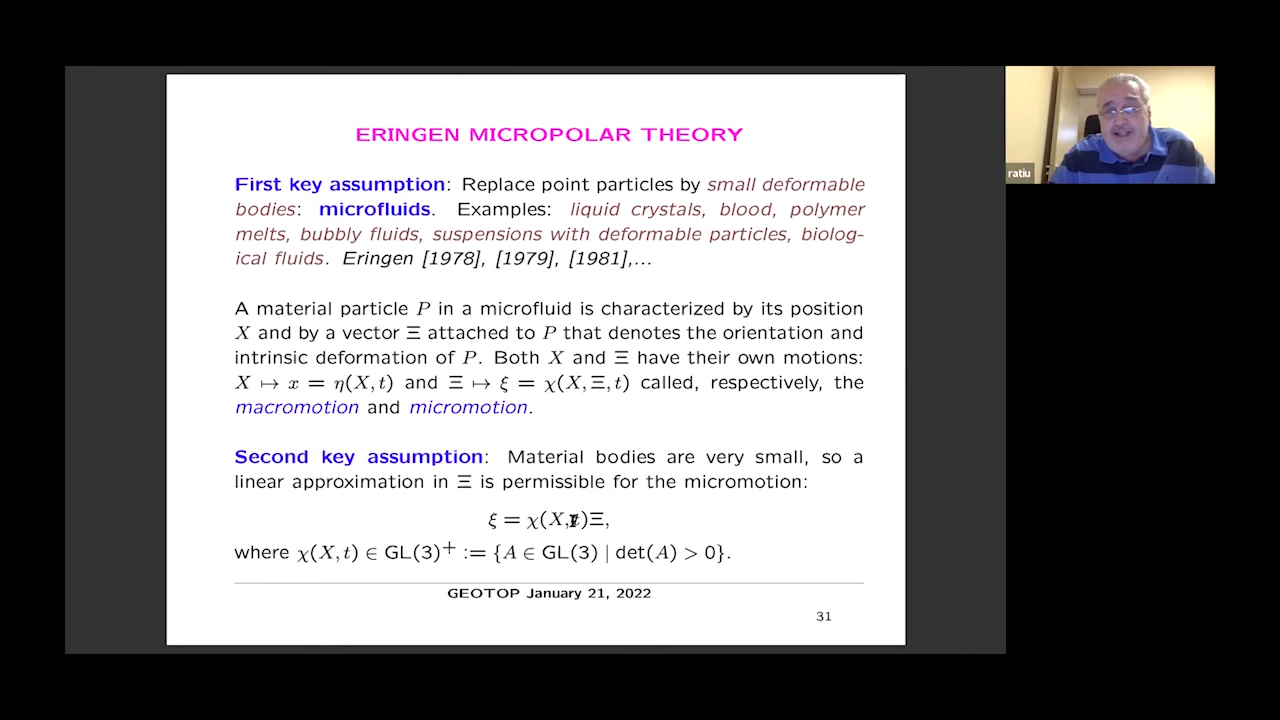 ERINGEN MICROPOLAR THEORY
First key assumption: Replace point particles by small deformable
bodies: microfluids. Examples: liquid crystals, blood, polymer
melts, bubbly fluids, suspensions with deformable particles, biolog-
ical fluids. Eringen [1978], [1979], [1981],...
A material particle P in a microfluid is characterized by its position
X and by a vector Ξ attached to P that denotes the orientation and
intrinsic deformation of P. Both X and Ξ have their own motions:
X ↦ x = η(X, t) and Ξ ↦ ξ = χ(X, Ξ, t) called, respectively, the
macromotion and micromotion.
Second key assumption: Material bodies are very small, so a
linear approximation in Ξ is permissible for the micromotion:
ξ = χ(X, t)Ξ,
where χ(X, t) ∈ GL(3)⁺ := {A ∈ GL(3) | det(A) > 0}.
GEOTOP January 21, 2022
31
ratiu